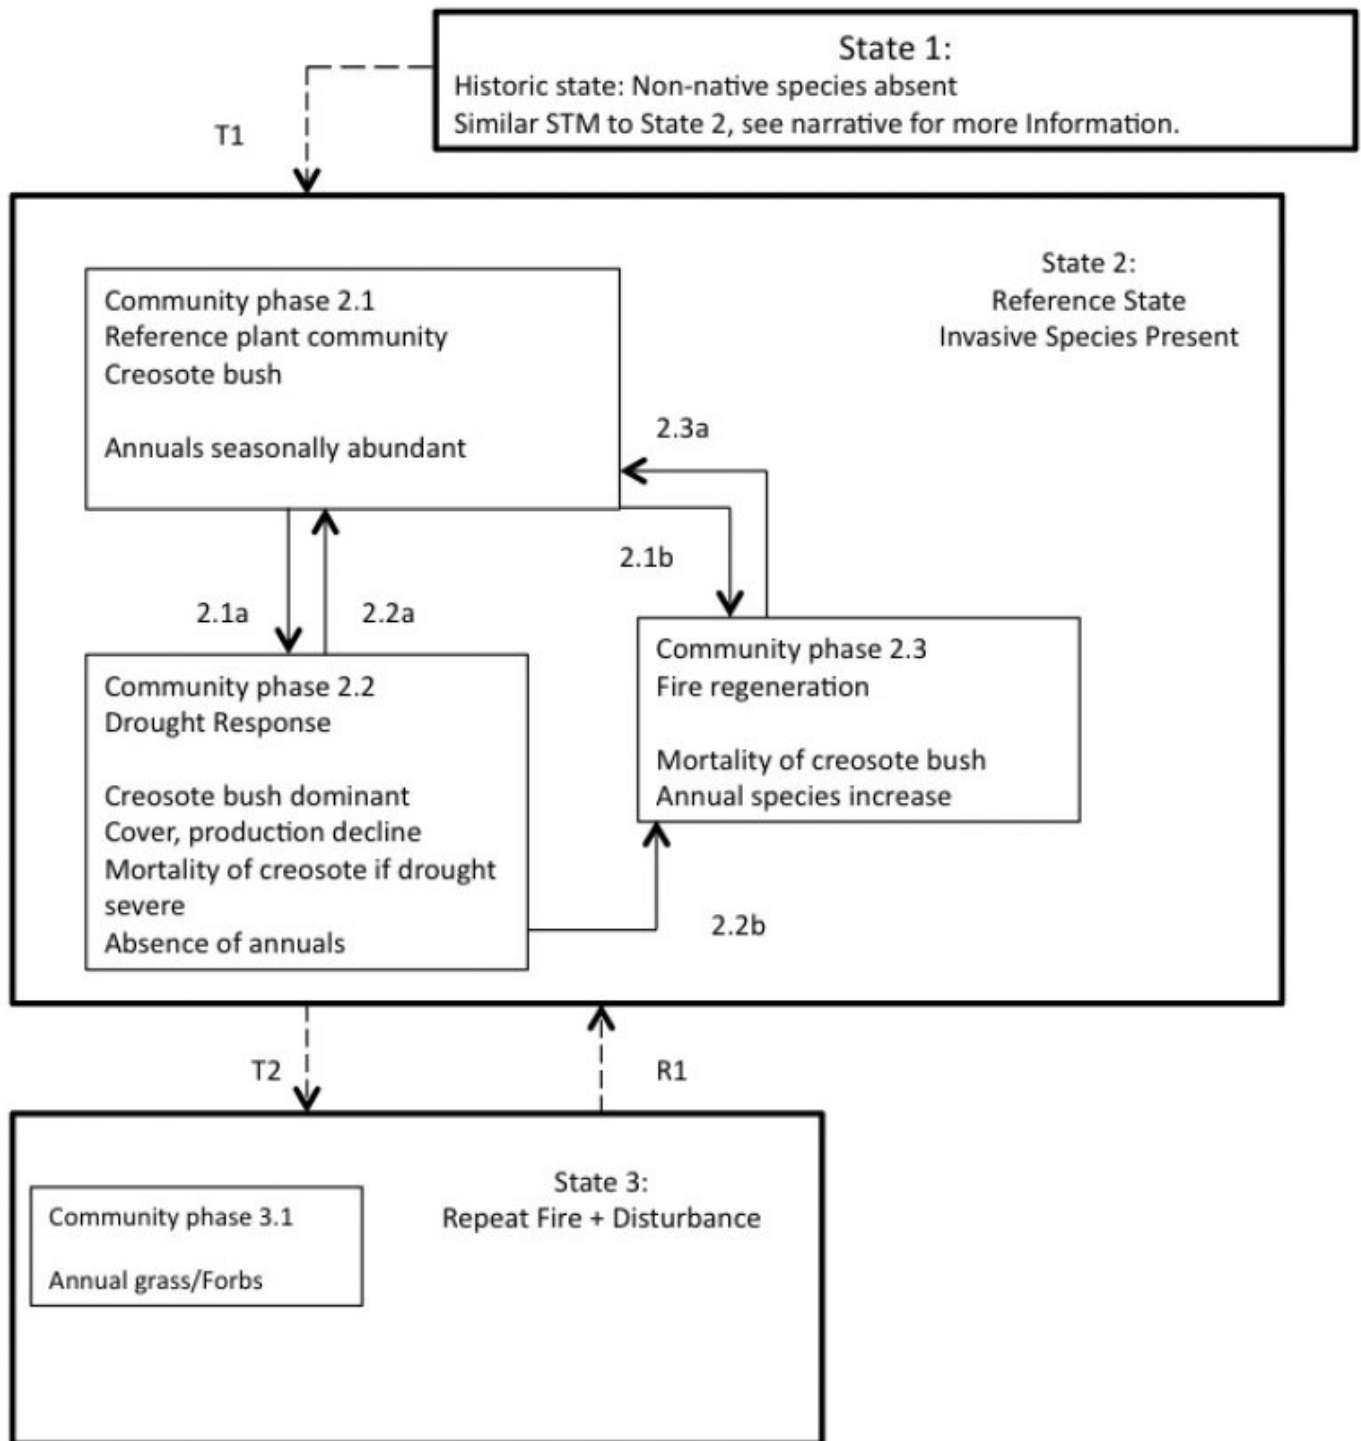 State 1:
Historic state: Non-native species absent
Similar STM to State 2, see narrative for more Information.
T1
State 2:
Reference State
Invasive Species Present
Community phase 2.1
Reference plant community
Creosote bush
Annuals seasonally abundant
2.3a
2.1b
2.1a
2.2a
Community phase 2.3
Fire regeneration
Mortality of creosote bush
Annual species increase
Community phase 2.2
Drought Response
Creosote bush dominant
Cover, production decline
Mortality of creosote if drought
severe
Absence of annuals
2.2b
T2
R1
State 3:
Repeat Fire + Disturbance
Community phase 3.1
Annual grass/Forbs